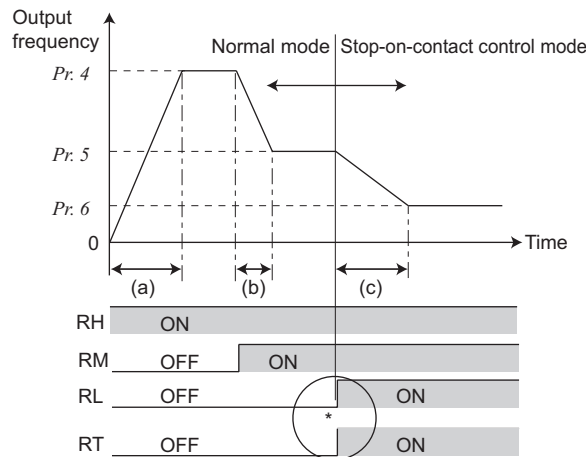 Output
frequency
Normal mode
Stop-on-contact control mode
Pr. 4
Pr. 5
Pr. 6
0
Time
(a)
(b)
(c)
RH
ON
RM
OFF
ON
RL
OFF
ON
*
RT
OFF
ON